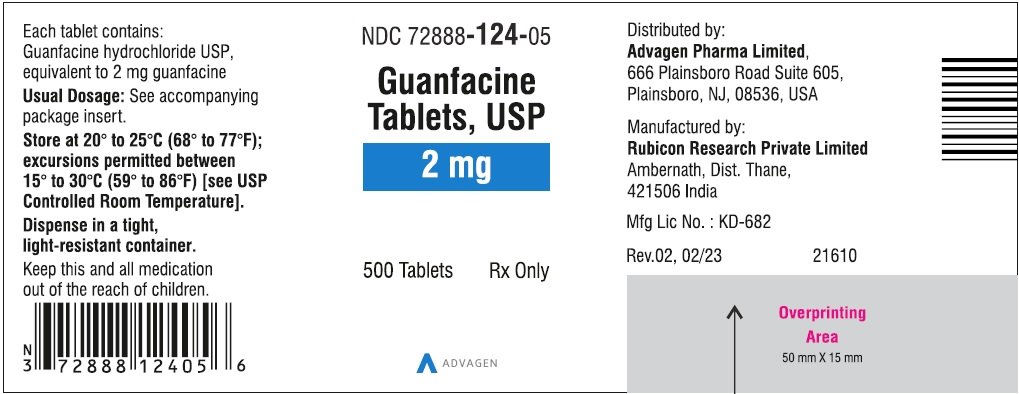 Each tablet contains:
Guanfacine hydrochloride USP,
equivalent to 2 mg guanfacine
Usual Dosage: See accompanying
package insert.
Store at 20° to 25°C (68° to 77°F);
excursions permitted between
15° to 30°C (59° to 86°F) [see USP
Controlled Room Temperature].
Dispense in a tight,
light-resistant container.
Keep this and all medication
out of the reach of children.
N
3 72888 12405 6
NDC 72888-124-05
Guanfacine
Tablets, USP
2 mg
500 Tablets Rx Only
ADVAGEN
Distributed by:
Advagen Pharma Limited,
666 Plainsboro Road Suite 605,
Plainsboro, NJ, 08536, USA
Manufactured by:
Rubicon Research Private Limited
Ambernath, Dist. Thane,
421506 India
Mfg Lic No. : KD-682
Rev.02, 02/23 21610
Overprinting
Area
50 mm X 15 mm